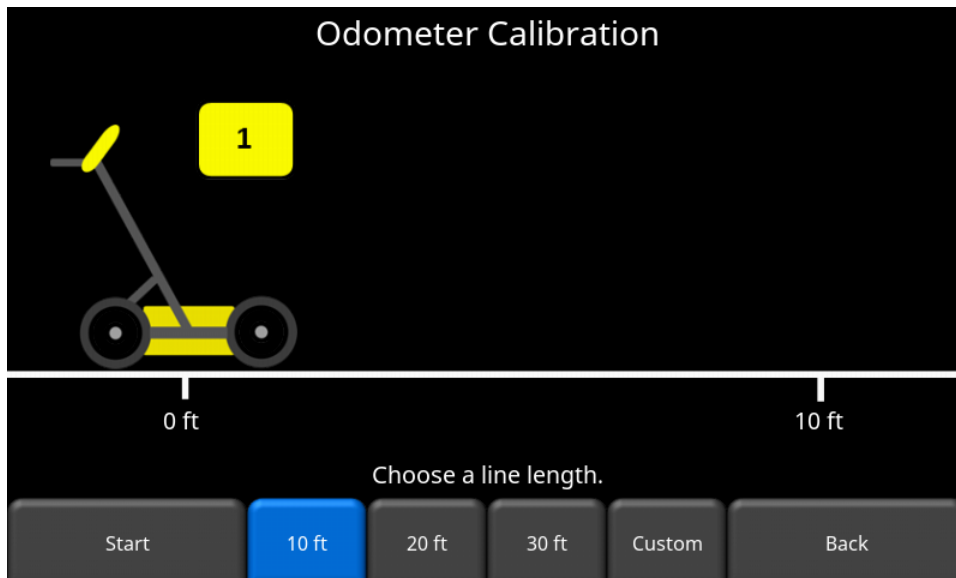 Odometer Calibration
1
0 ft
10 ft
Choose a line length.
Start
10 ft
20 ft
30 ft
Custom
Back